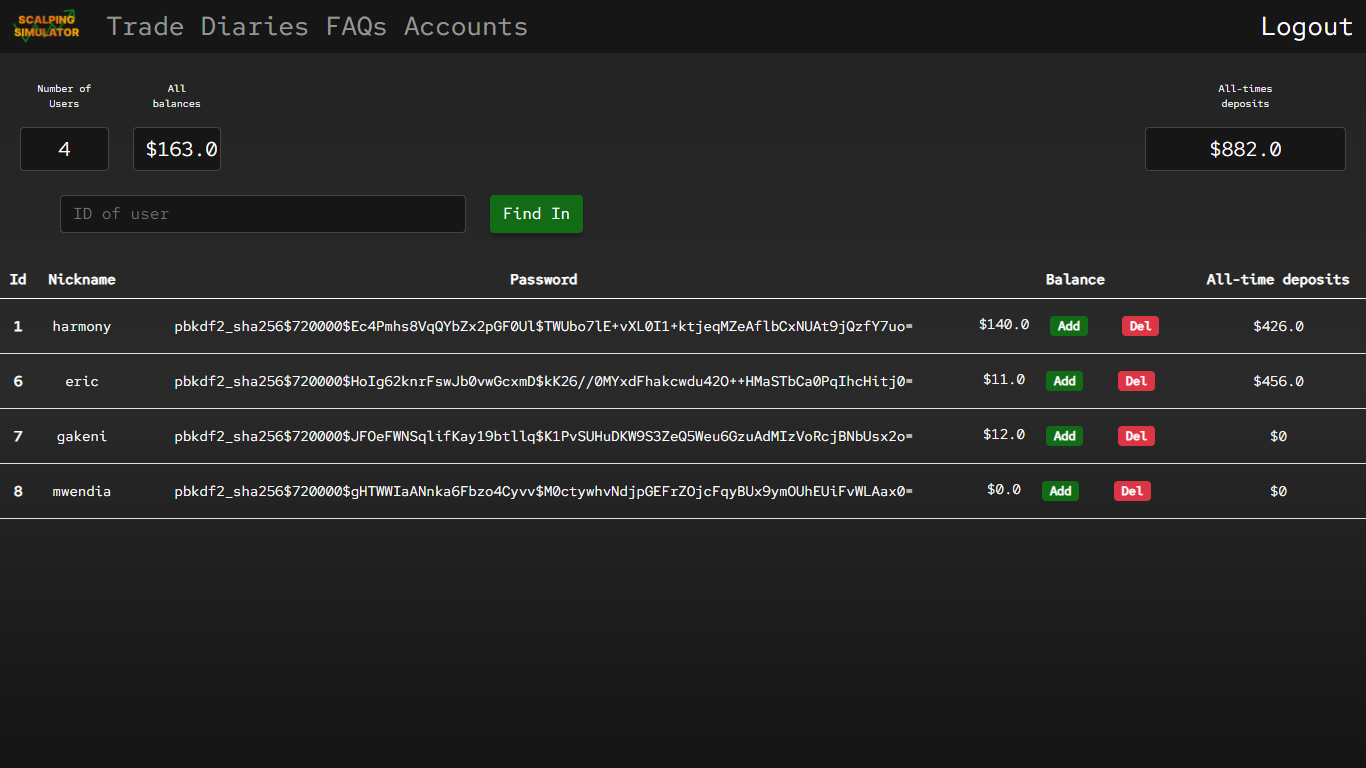 SCALPING
SIMULATOR
Trade Diaries FAQs Accounts Logout
Number of
Users
All
balances
All-times
deposits
4 $163.0 $882.0
ID of user Find In
Id Nickname Password Balance All-time deposits
1 harmony pbkdf2_sha256$720000$Ec4Pmhs8VqQYbZx2pGF0Ul$TWUbo7lE+vXL0I1+ktjeqMZeAflbCxNUAt9jQzfY7uo= $140.0 Add Del $426.0
6 eric pbkdf2_sha256$720000$HoIg62knrFswJb0vwGcxmD$kK26//0MYxdFhakcwdu42O++HMaSTbCa0PqIhcHitj0= $11.0 Add Del $456.0
7 gakeni pbkdf2_sha256$720000$JFOeFWNSqlifKay19btllq$K1PvSUHuDKW9S3ZeQ5Weu6GzuAdMIzVoRcjBNbUsx2o= $12.0 Add Del $0
8 mwendia pbkdf2_sha256$720000$gHTWWIaANnka6Fbzo4Cyvv$M0ctywhvNdjpGEFrZOjcFqyBUx9ymOUhEUiFvWLAax0= $0.0 Add Del $0